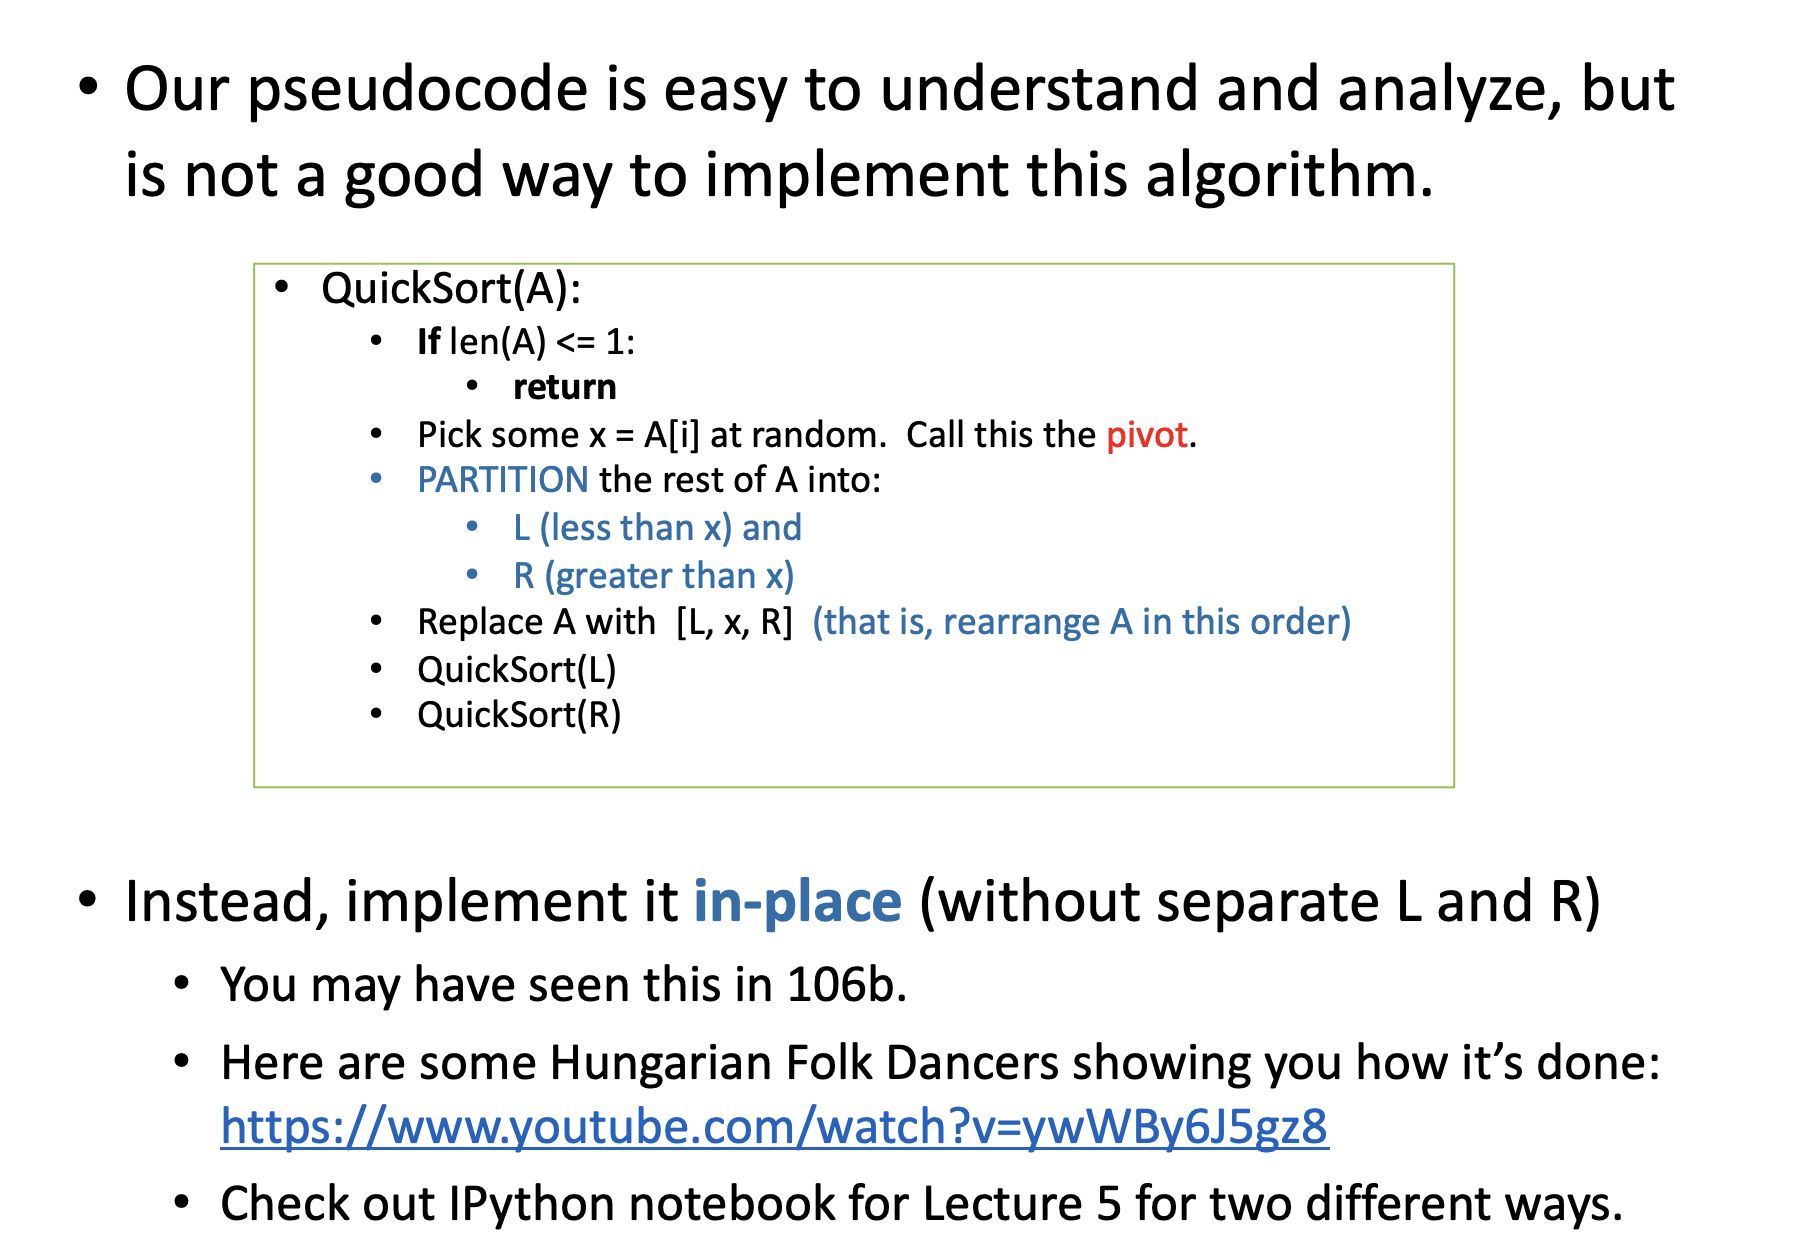 • Our pseudocode is easy to understand and analyze, but
is not a good way to implement this algorithm.
• QuickSort(A):
• If len(A) <= 1:
• return
• Pick some x = A[i] at random. Call this the pivot.
• PARTITION the rest of A into:
• L (less than x) and
• R (greater than x)
• Replace A with [L, x, R] (that is, rearrange A in this order)
• QuickSort(L)
• QuickSort(R)
• Instead, implement it in-place (without separate L and R)
• You may have seen this in 106b.
• Here are some Hungarian Folk Dancers showing you how it’s done:
https://www.youtube.com/watch?v=ywWBy6J5gz8
• Check out IPython notebook for Lecture 5 for two different ways.